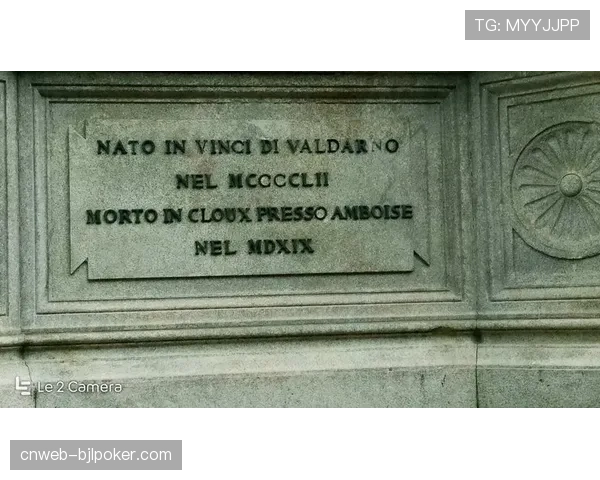 TG: MYYJJPP
NATO IN VINCI DI VALDARNO
NEL MCCCCLII
MORTO IN CLOUX PRESSO AMBOISE
NEL MDXIX
Le 2 Camera
cnweb-bjlpoker.com